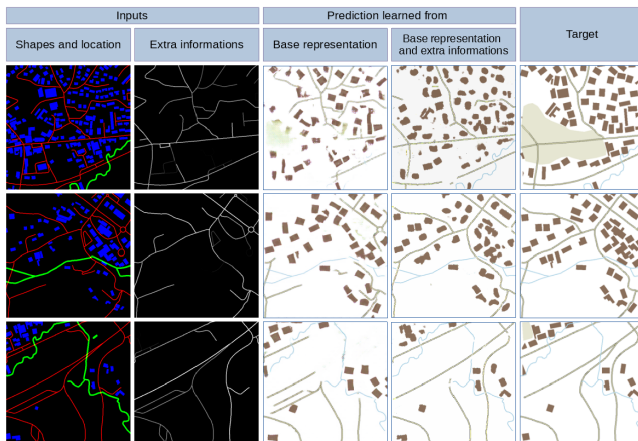 Inputs
Prediction learned from
Target
Shapes and location
Extra informations
Base representation
Base representation
and extra informations